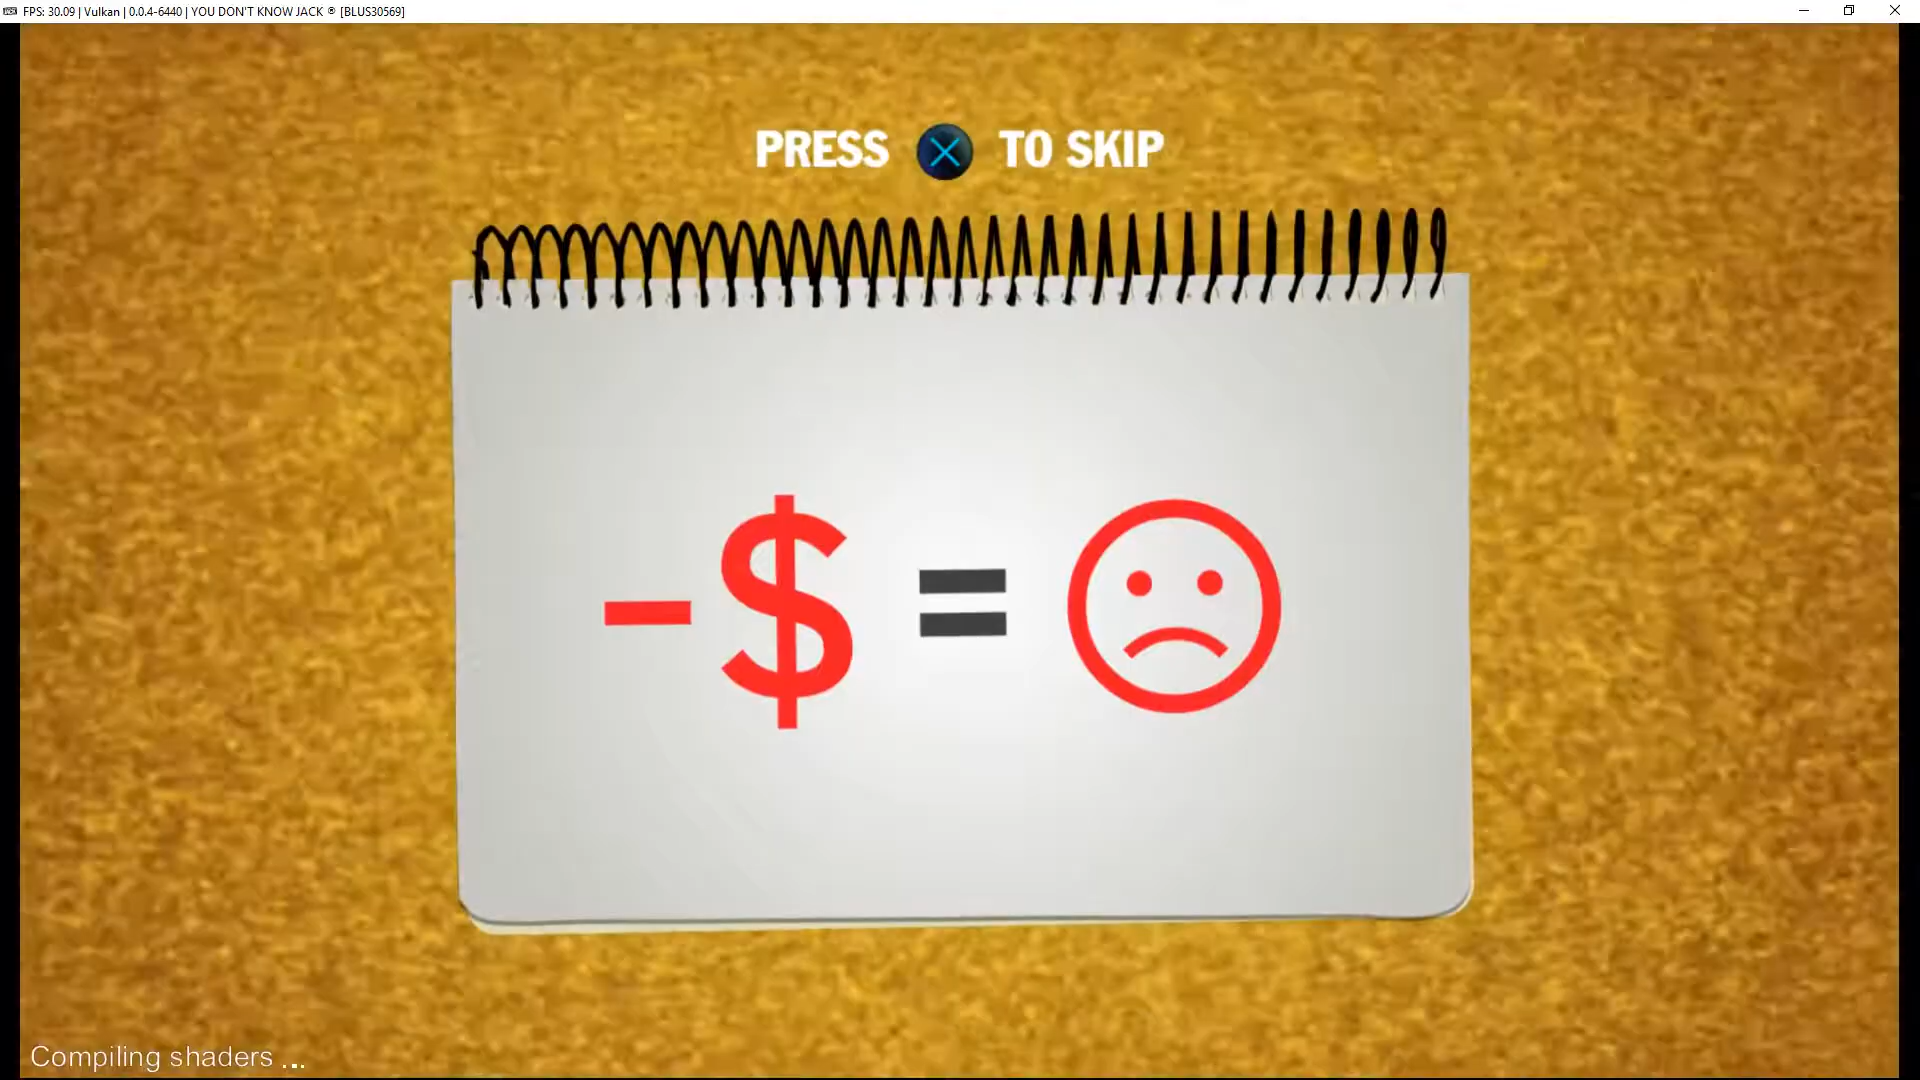 FPS: 30.09 | Vulkan | 0.0.4-6440 | YOU DON'T KNOW JACK ® [BLUS30569]
PRESS TO SKIP
-$ =
Compiling shaders ...